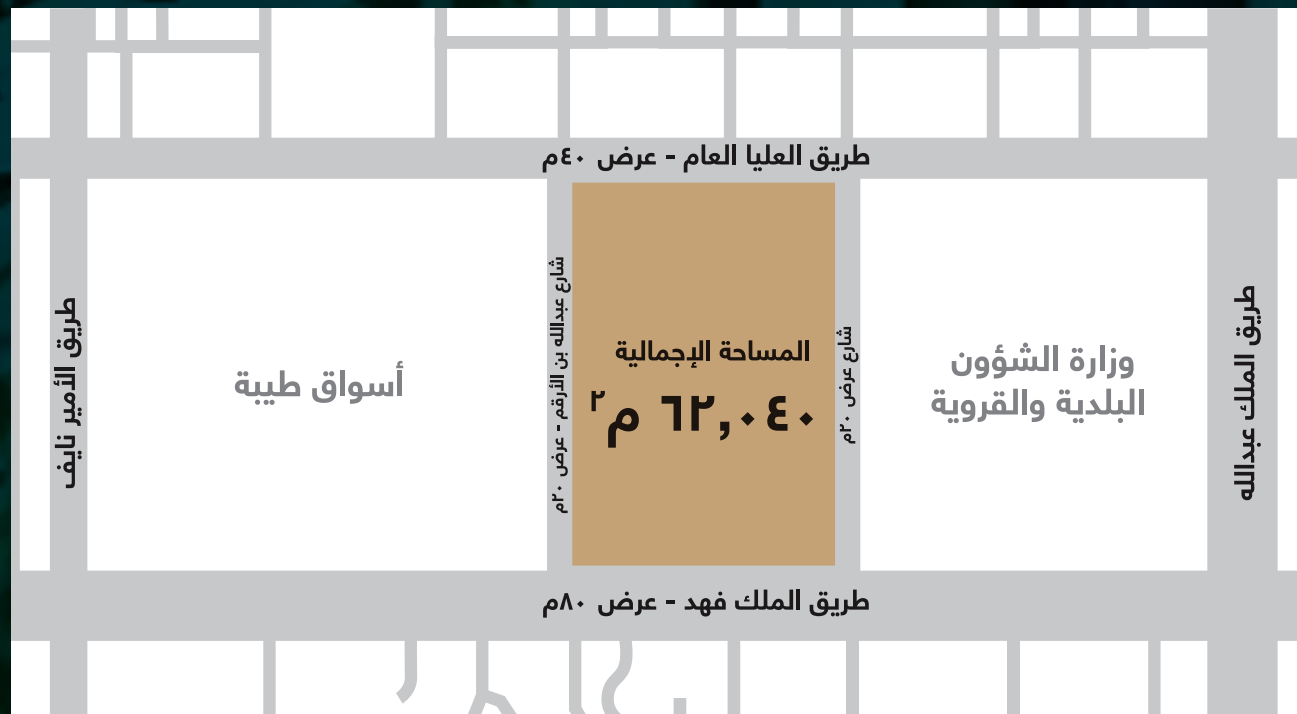 طريق العليا العام - عرض ٤٠م
طريق الملك عبدالله
وزارة الشؤون
البلدية والقروية
شارع عرض ٢٠م
المساحة الإجمالية
٦٢,٠٤٠ م٢
شارع عبدالله بن الأرقم - عرض ٢٠م
أسواق طيبة
طريق الأمير نايف
طريق الملك فهد - عرض ٨٠م